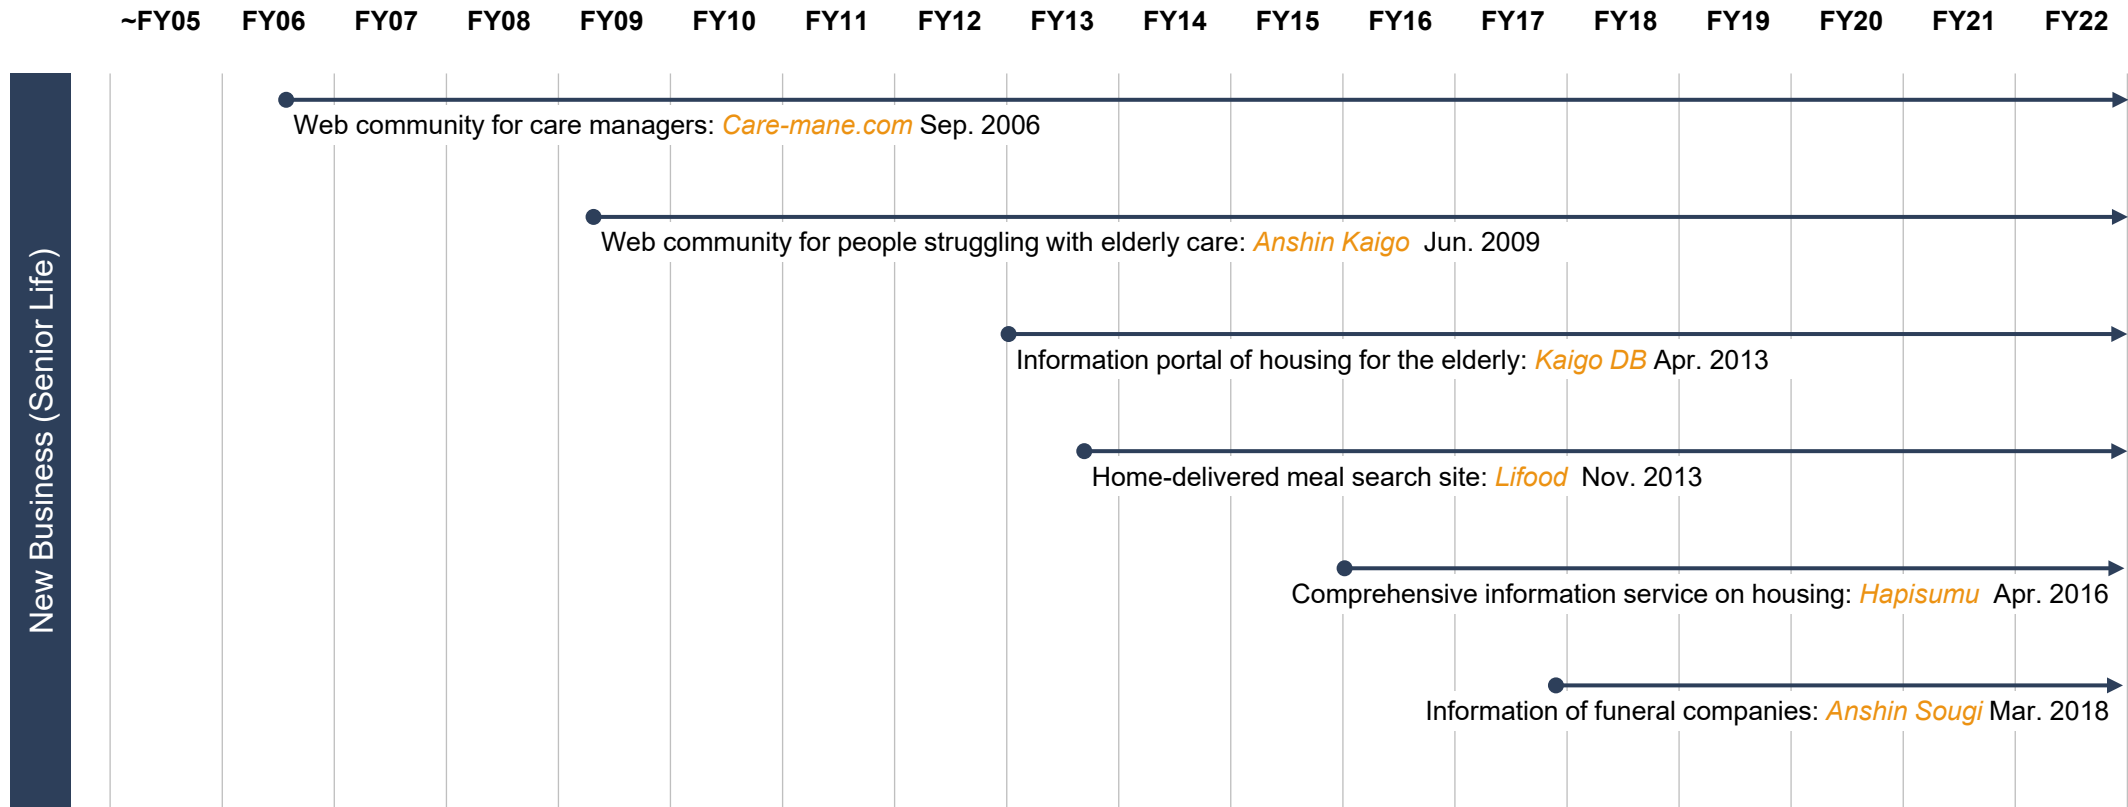 ~FY05 FY06 FY07 FY08 FY09 FY10 FY11 FY12 FY13 FY14 FY15 FY16 FY17 FY18 FY19 FY20 FY21 FY22
New Business (Senior Life)
Web community for care managers: Care-mane.com Sep. 2006
Web community for people struggling with elderly care: Anshin Kaigo Jun. 2009
Information portal of housing for the elderly: Kaigo DB Apr. 2013
Home-delivered meal search site: Lifood Nov. 2013
Comprehensive information service on housing: Hapisumu Apr. 2016
Information of funeral companies: Anshin Sougi Mar. 2018